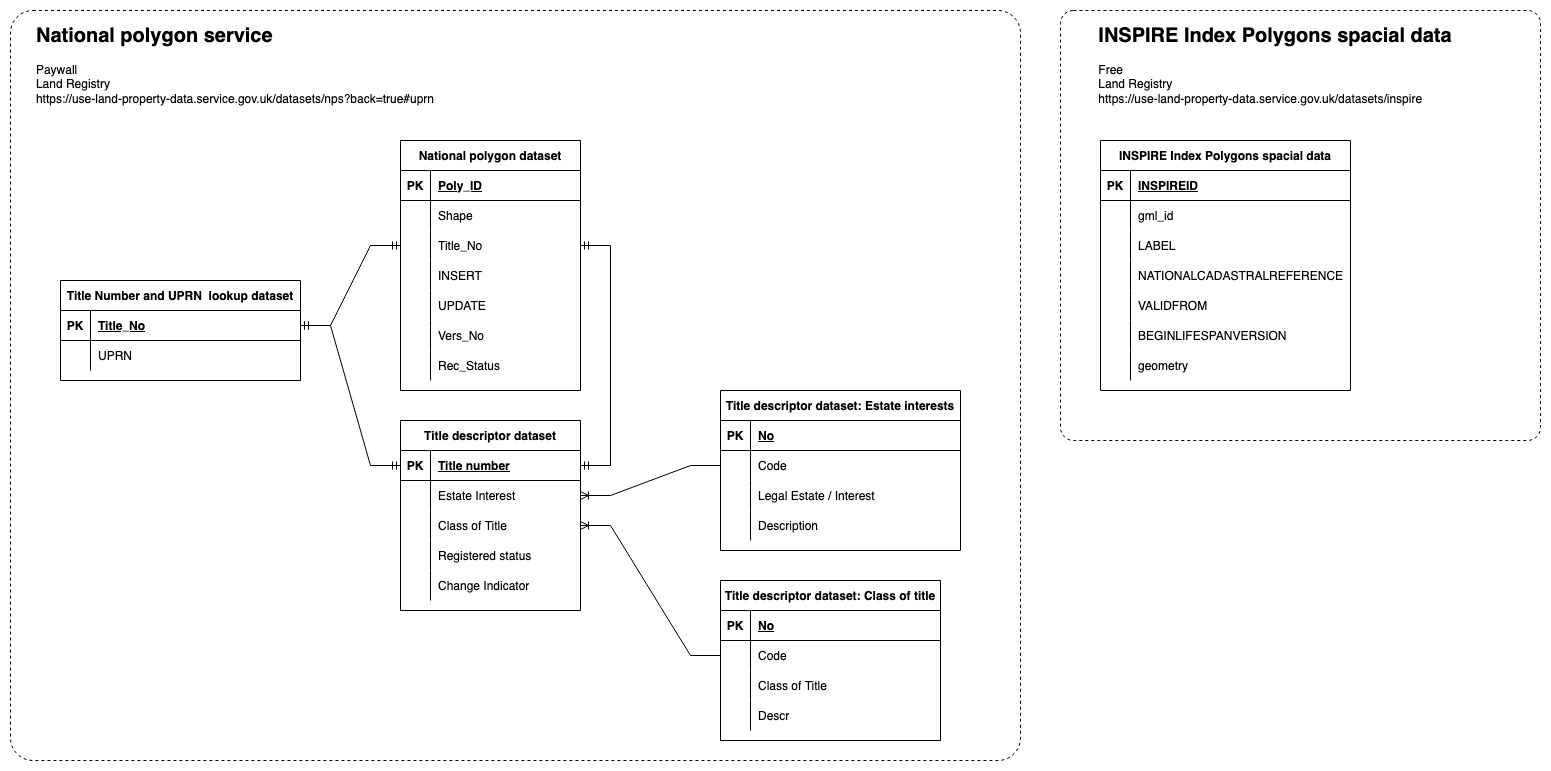 National polygon service
Paywall
Land Registry
https://use-land-property-data.service.gov.uk/datasets/nps?back=true#uprn
National polygon dataset
PK Poly_ID
Shape
Title_No
INSERT
UPDATE
Vers_No
Rec_Status
Title Number and UPRN lookup dataset
PK Title_No
UPRN
Title descriptor dataset
PK Title number
Estate Interest
Class of Title
Registered status
Change Indicator
Title descriptor dataset: Estate interests
PK No
Code
Legal Estate / Interest
Description
Title descriptor dataset: Class of title
PK No
Code
Class of Title
Descr
INSPIRE Index Polygons spacial data
Free
Land Registry
https://use-land-property-data.service.gov.uk/datasets/inspire
INSPIRE Index Polygons spacial data
PK INSPIREID
gml_id
LABEL
NATIONALCADASTRALREFERENCE
VALIDFROM
BEGINLIFESPANVERSION
geometry